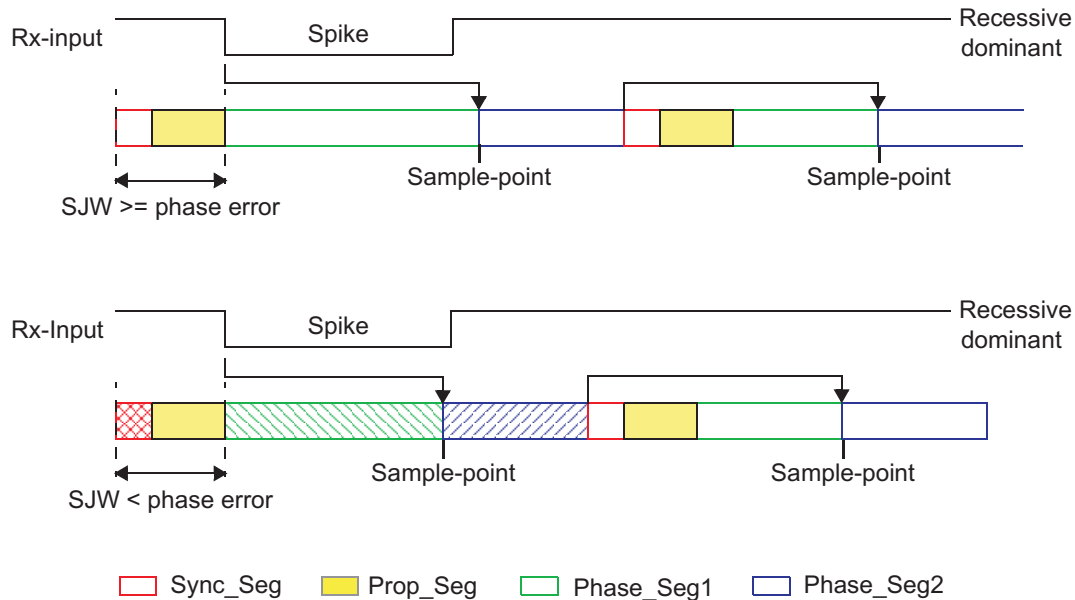 Rx-input
Spike
Recessive
dominant
Sample-point
Sample-point
SJW >= phase error
Rx-Input
Spike
Recessive
dominant
Sample-point
Sample-point
SJW < phase error
Sync_Seg
Prop_Seg
Phase_Seg1
Phase_Seg2